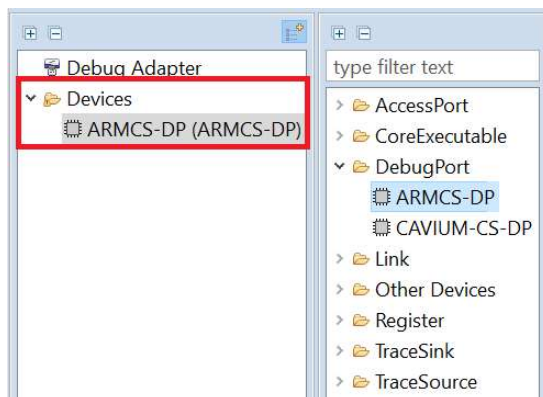 Debug Adapter
Devices
ARMCS-DP (ARMCS-DP)
type filter text
AccessPort
CoreExecutable
DebugPort
ARMCS-DP
CAVIUM-CS-DP
Link
Other Devices
Register
TraceSink
TraceSource